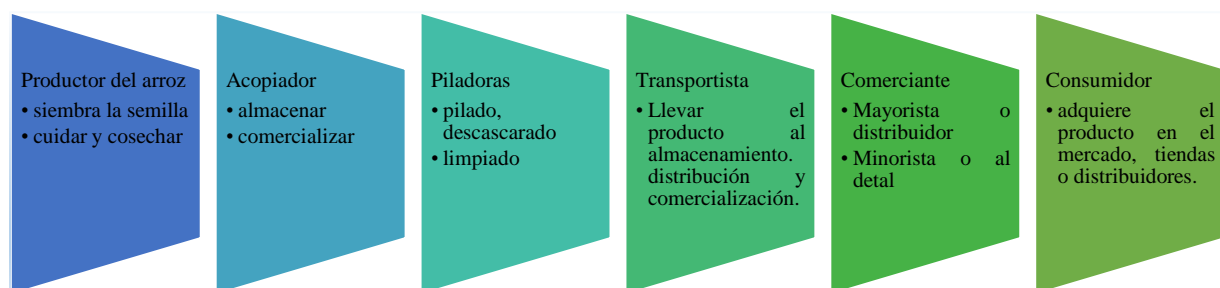 Productor del arroz
• siembra la semilla
• cuidar y cosechar
Acopiador
• almacenar
• comercializar
Piladoras
• pilado,
descascarado
• limpiado
Transportista
• Llevar el
producto al
almacenamiento.
distribución y
comercialización.
Comerciante
• Mayorista o
distribuidor
• Minorista o al
detal
Consumidor
• adquiere el
producto en el
mercado, tiendas
o distribuidores.